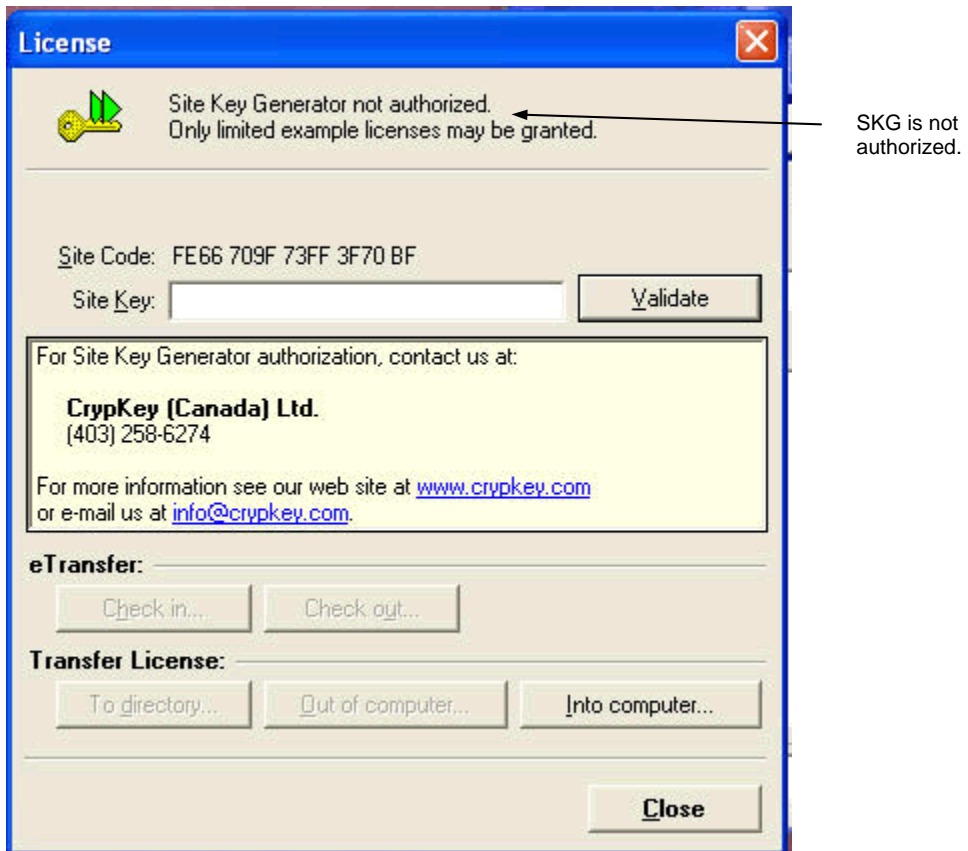 License
Site Key Generator not authorized.
Only limited example licenses may be granted.
SKG is not
authorized.
Site Code: FE66 709F 73FF 3F70 BF
Site Key:
Validate
For Site Key Generator authorization, contact us at:
CrypKey (Canada) Ltd.
(403) 258-6274
For more information see our web site at www.crypkey.com
or e-mail us at info@crypkey.com.
eTransfer:
Check in...
Check out...
Transfer License:
To directory...
Out of computer...
Into computer...
Close